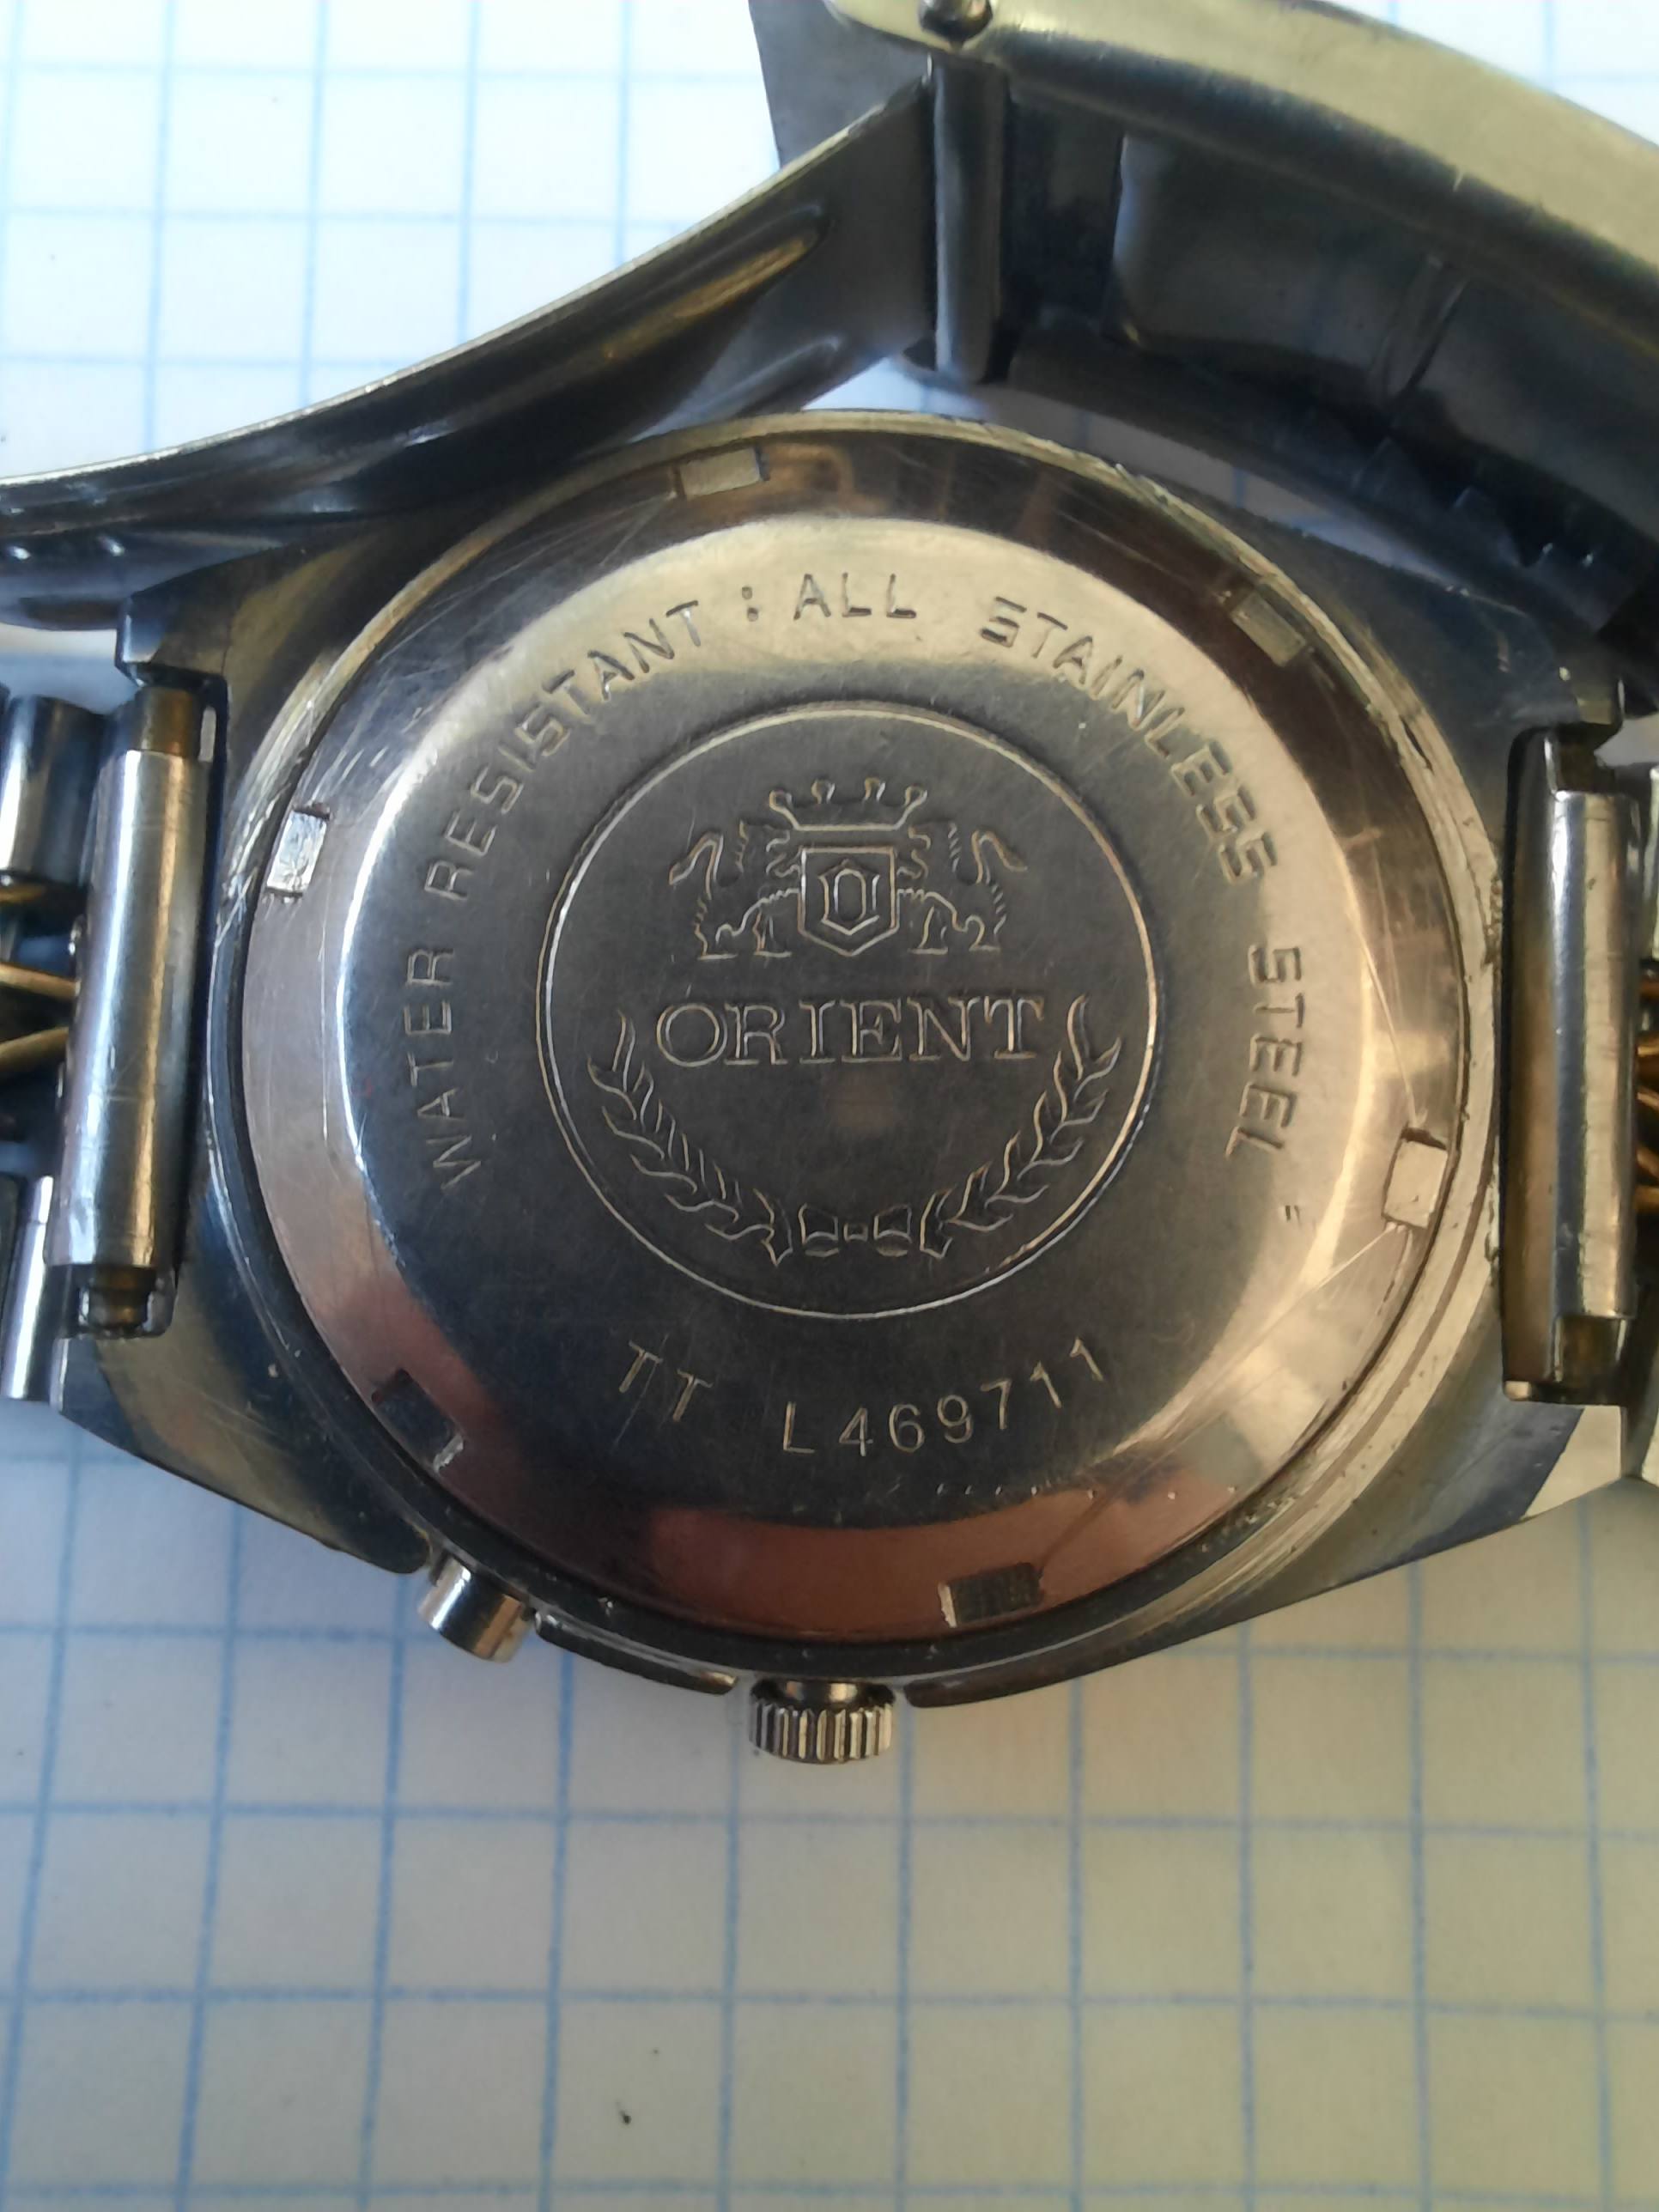 WATER RESISTANT : ALL STAINLESS STEEL
ORIENT
TT L469711